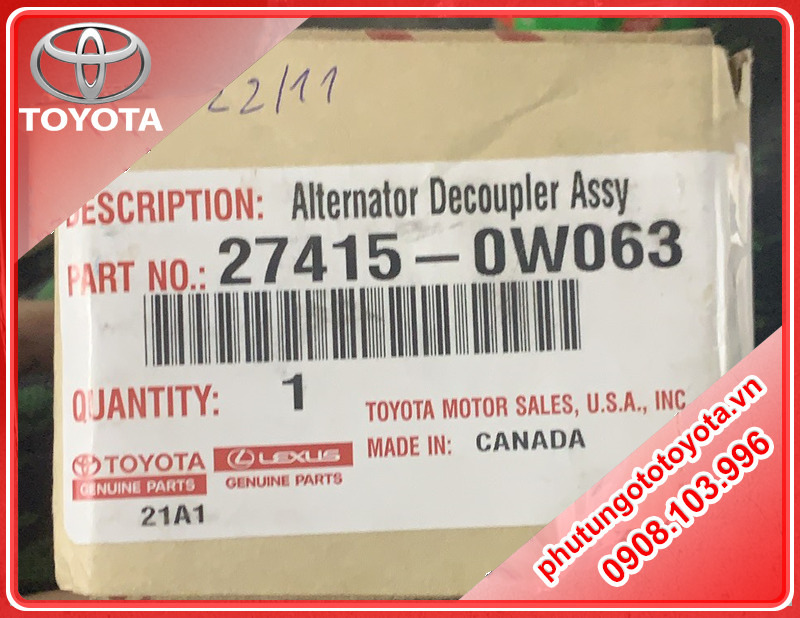 TOYOTA
22/11
DESCRIPTION: Alternator Decoupler Assy
PART NO.: 27415-0W063
QUANTITY: 1
TOYOTA MOTOR SALES, U.S.A., INC
MADE IN: CANADA
TOYOTA
GENUINE PARTS
LEXUS
GENUINE PARTS
21A1
phutungototoyota.vn
0908.103.996